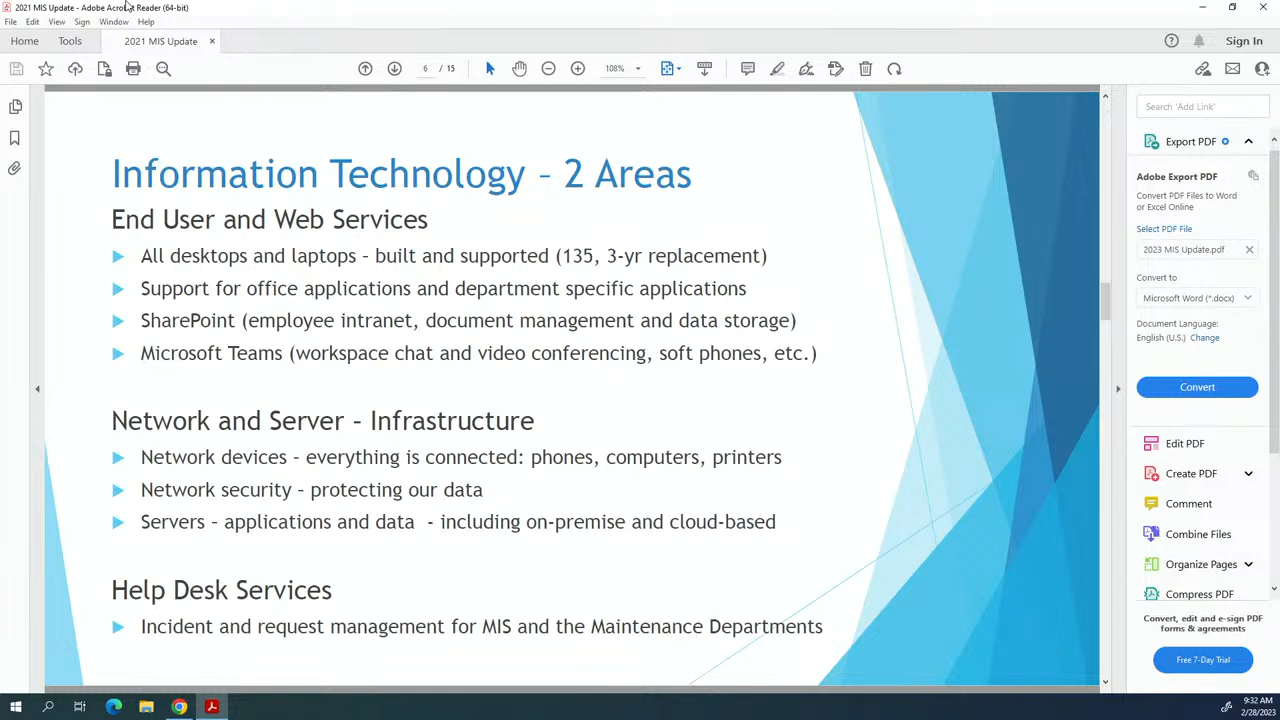 2021 MIS Update - Adobe Acrobat Reader (64-bit)
File Edit View Sign Window Help
Home Tools 2021 MIS Update Sign In
6 / 15 108%
Search 'Add Link'
Export PDF
Adobe Export PDF
Convert PDF Files to Word
or Excel Online
Select PDF File
2023 MIS Update.pdf
Convert to
Microsoft Word (*.docx)
Document Language:
English (U.S.) Change
Convert
Edit PDF
Create PDF
Comment
Combine Files
Organize Pages
Compress PDF
Convert, edit and e-sign PDF
forms & agreements
Free 7-Day Trial
Information Technology – 2 Areas
End User and Web Services
All desktops and laptops – built and supported (135, 3-yr replacement)
Support for office applications and department specific applications
SharePoint (employee intranet, document management and data storage)
Microsoft Teams (workspace chat and video conferencing, soft phones, etc.)
Network and Server – Infrastructure
Network devices – everything is connected: phones, computers, printers
Network security – protecting our data
Servers – applications and data - including on-premise and cloud-based
Help Desk Services
Incident and request management for MIS and the Maintenance Departments
9:32 AM
2/28/2023